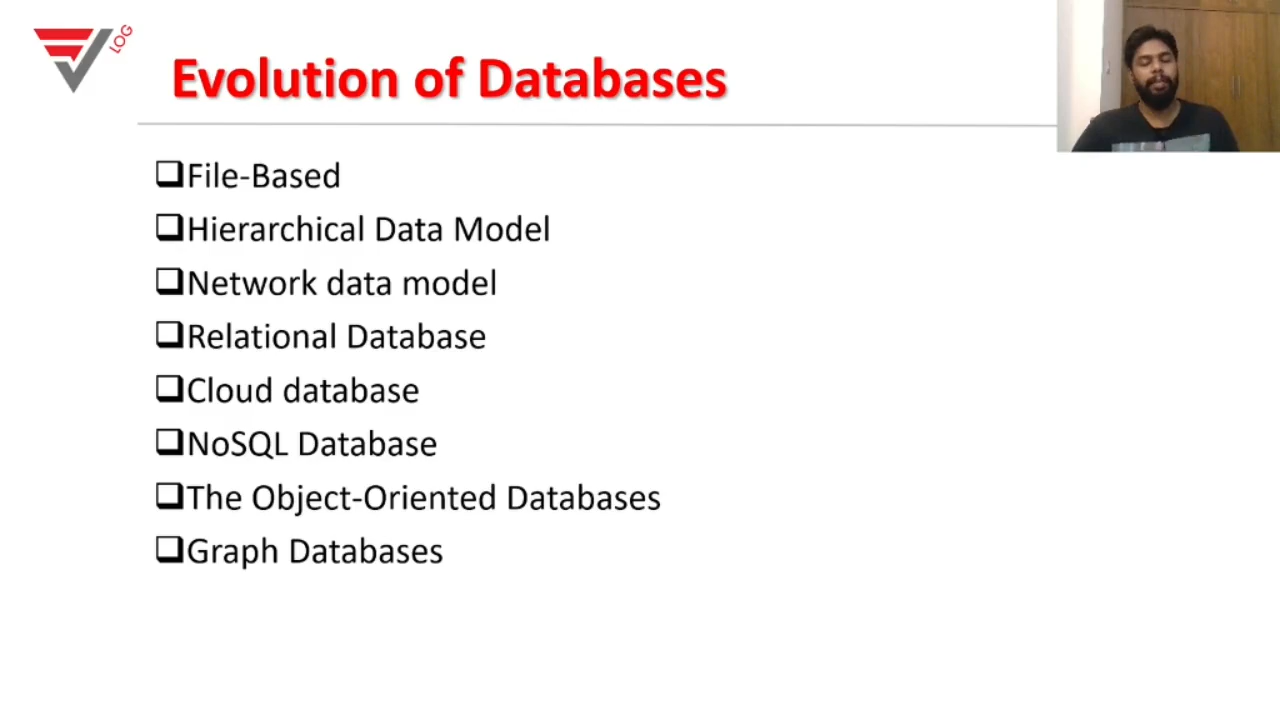 LOG
Evolution of Databases
File-Based
Hierarchical Data Model
Network data model
Relational Database
Cloud database
NoSQL Database
The Object-Oriented Databases
Graph Databases